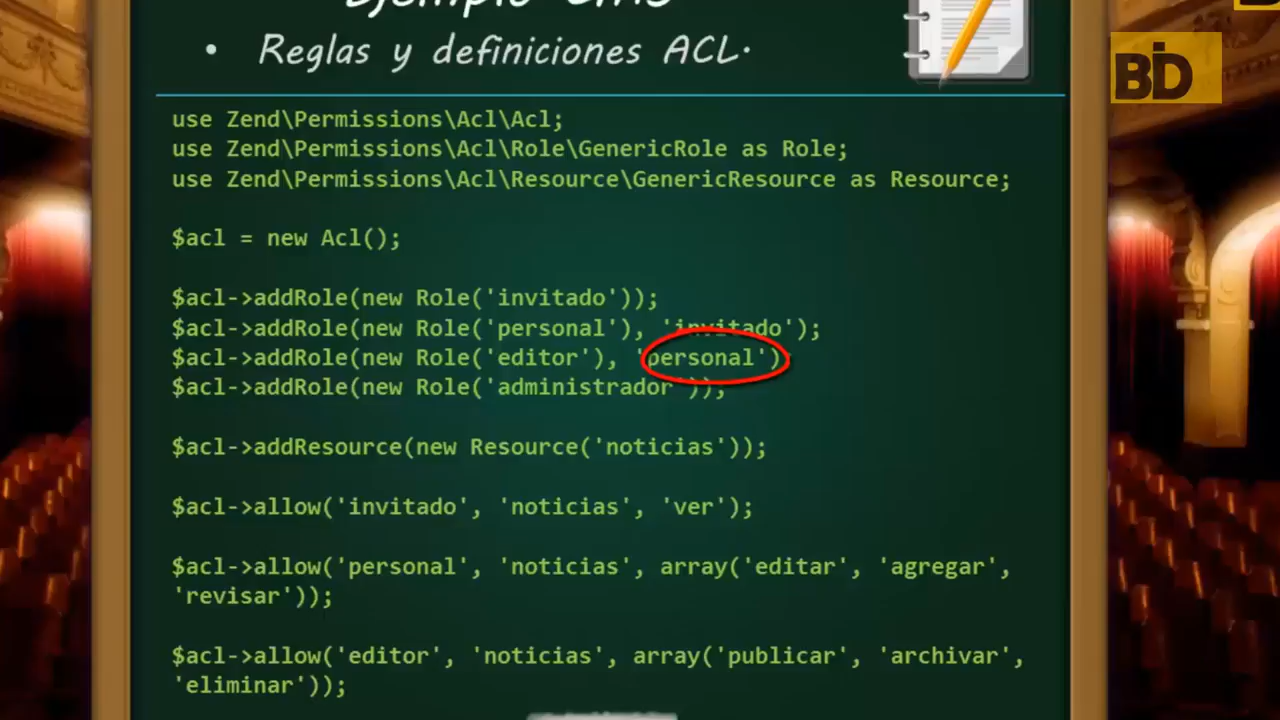 Ejemplo CMS
• Reglas y definiciones ACL.
BID
use Zend\Permissions\Acl\Acl;
use Zend\Permissions\Acl\Role\GenericRole as Role;
use Zend\Permissions\Acl\Resource\GenericResource as Resource;
$acl = new Acl();
$acl->addRole(new Role('invitado'));
$acl->addRole(new Role('personal'), 'invitado');
$acl->addRole(new Role('editor'), 'personal');
$acl->addRole(new Role('administrador'));
$acl->addResource(new Resource('noticias'));
$acl->allow('invitado', 'noticias', 'ver');
$acl->allow('personal', 'noticias', array('editar', 'agregar',
'revisar'));
$acl->allow('editor', 'noticias', array('publicar', 'archivar',
'eliminar'));